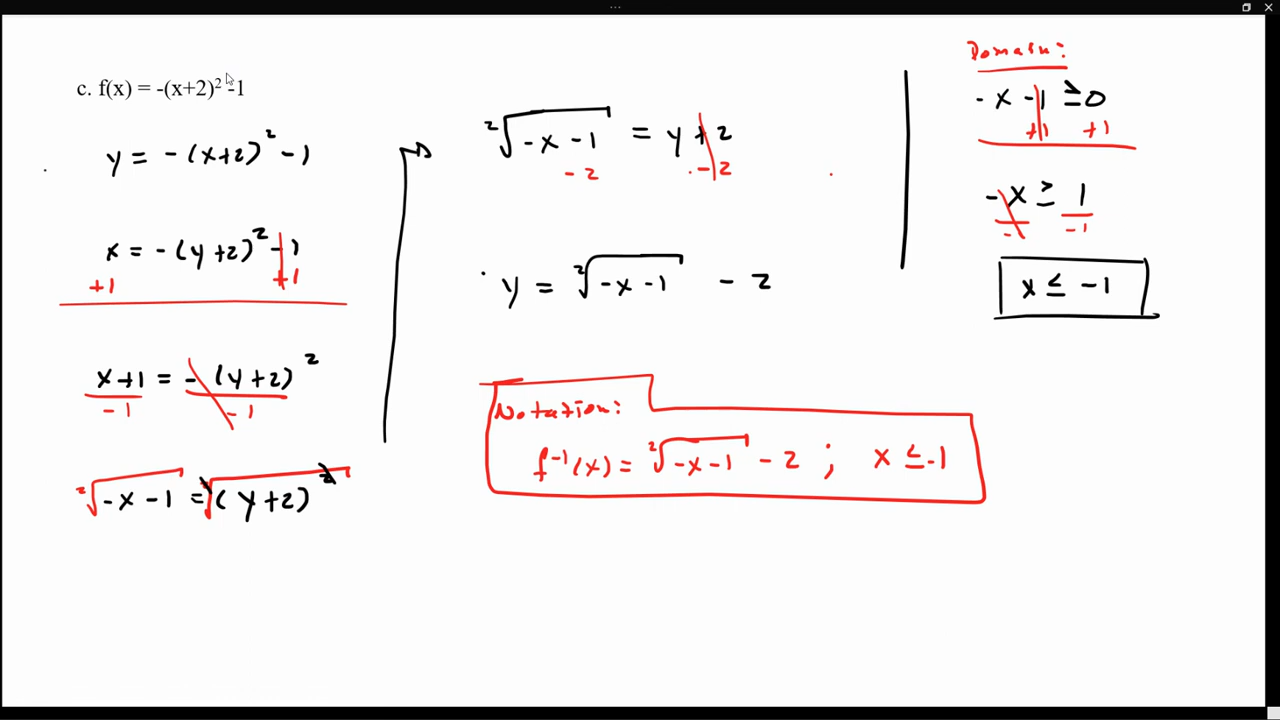 c. f(x) = -(x+2)² -1
y = -(x+2)² - 1
x = -(y+2)² - 1
+1 +1
x+1 = -(y+2)²
-1 -1
²√-x-1 = ²√(y+2)²
²√-x-1 = y+2
-2 -2
y = ²√-x-1 - 2
Notation:
f⁻¹(x) = ²√-x-1 - 2 ; x ≤ -1
Domain:
-x -1 ≥ 0
+1 +1
-x ≥ 1
-1 -1
x ≤ -1